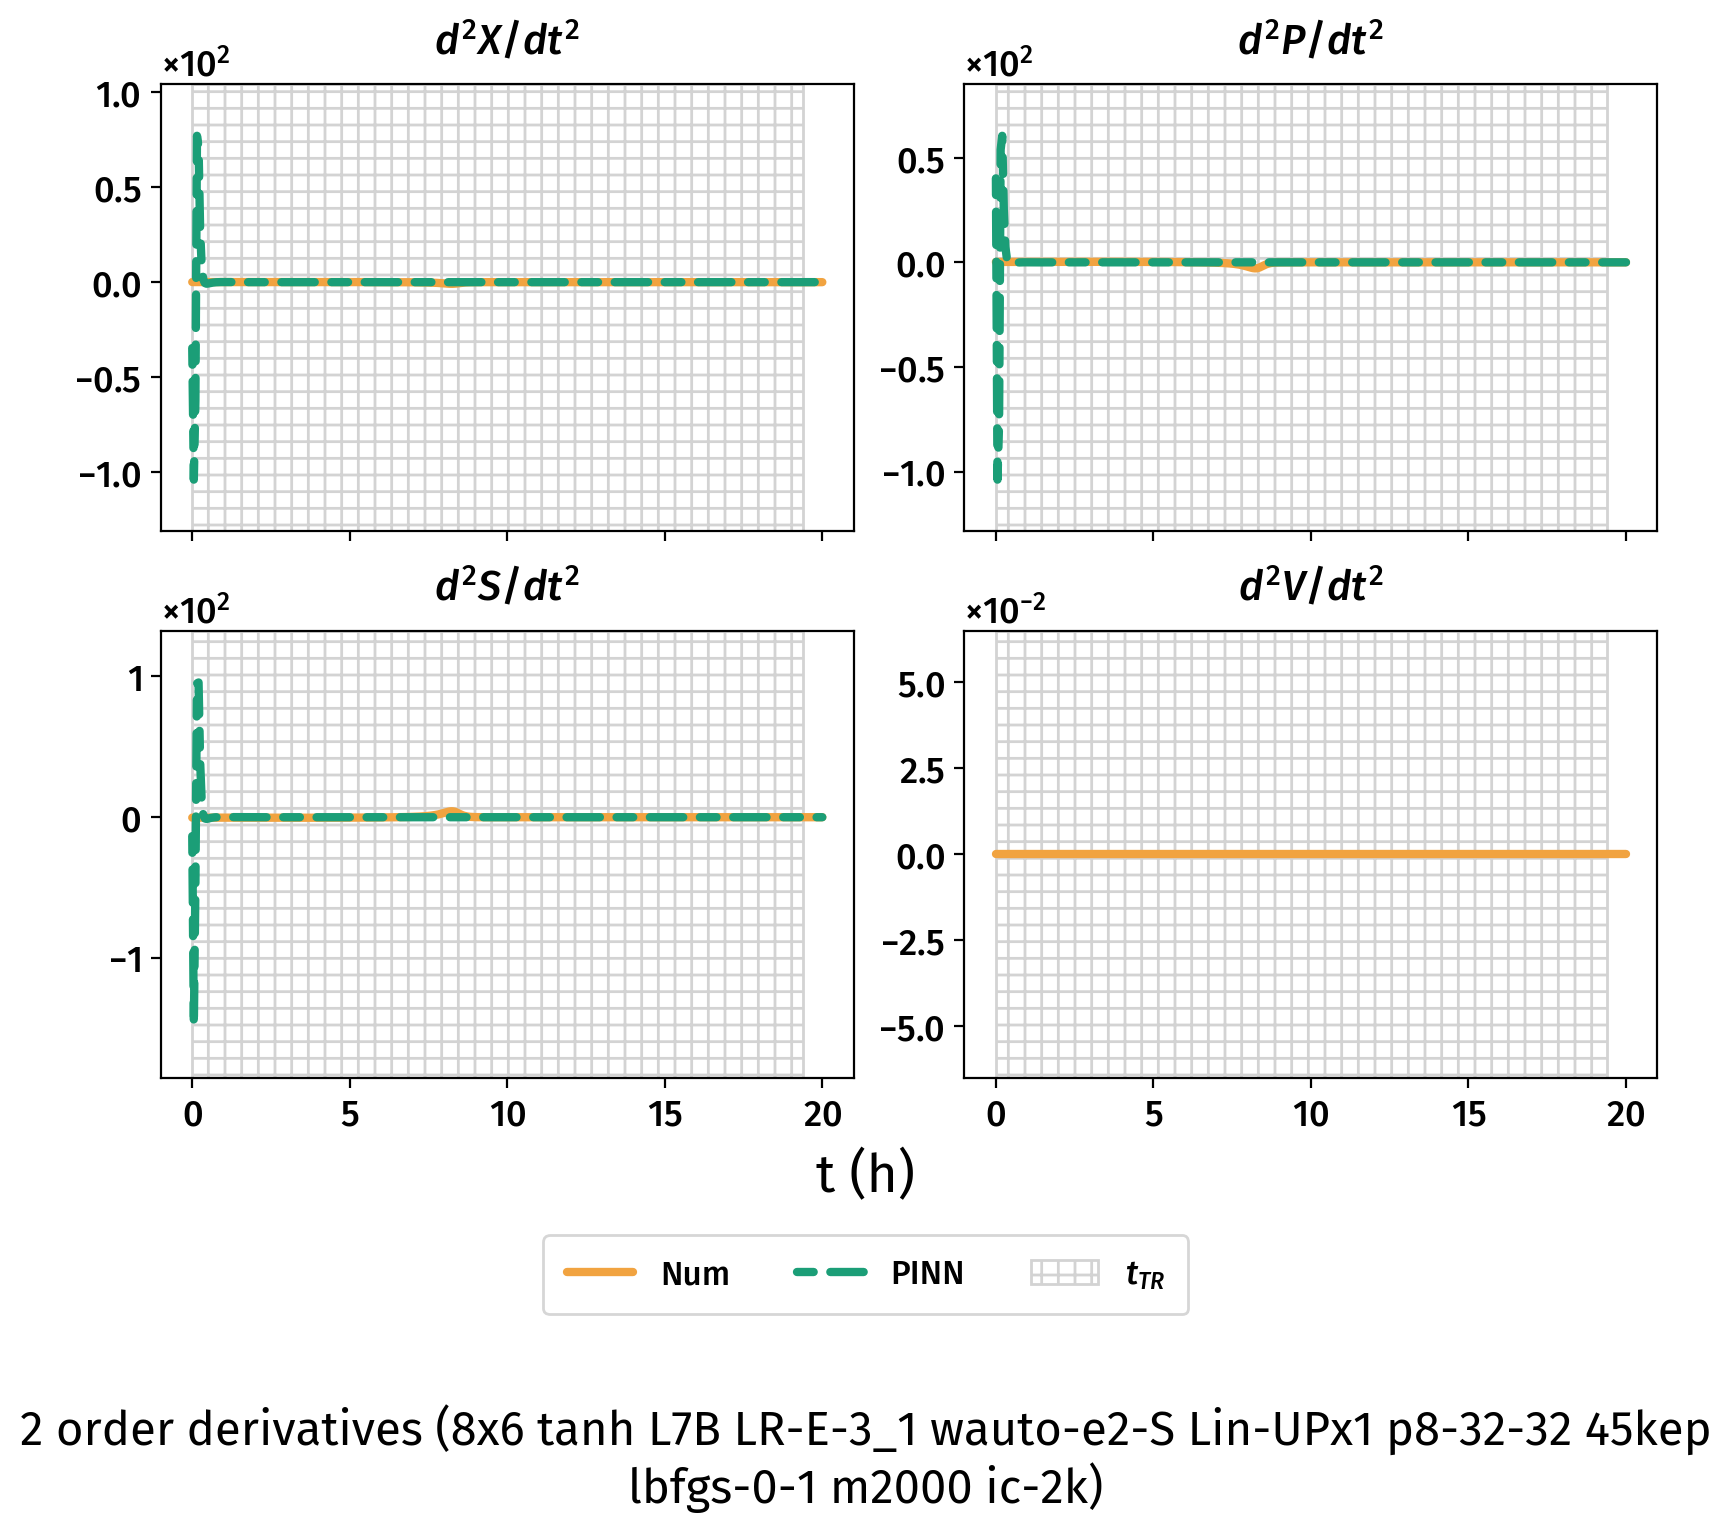 d²X/dt²
×10²
1.0
0.5
0.0
−0.5
−1.0
d²P/dt²
×10²
0.5
0.0
−0.5
−1.0
d²S/dt²
×10²
1
0
−1
0 5 10 15 20
d²V/dt²
×10⁻²
5.0
2.5
0.0
−2.5
−5.0
0 5 10 15 20
t (h)
Num PINN t_TR
2 order derivatives (8x6 tanh L7B LR-E-3_1 wauto-e2-S Lin-UPx1 p8-32-32 45kep
lbfgs-0-1 m2000 ic-2k)